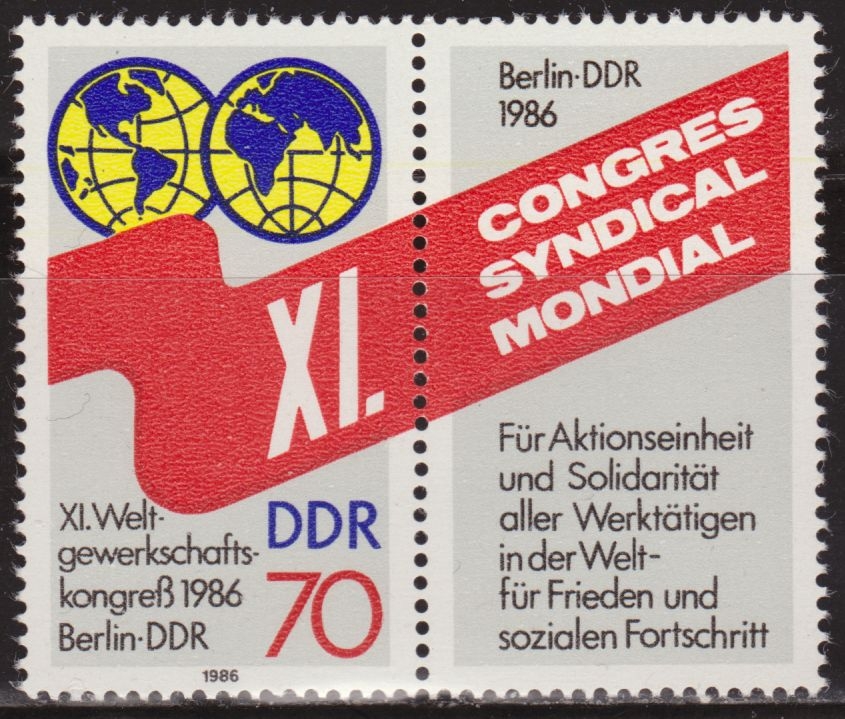 XI.
XI. Welt-
gewerkschafts-
kongreß 1986
Berlin·DDR
DDR
70
1986
Berlin·DDR
1986
CONGRES
SYNDICAL
MONDIAL
Für Aktionseinheit
und Solidarität
aller Werktätigen
in der Welt-
für Frieden und
sozialen Fortschritt